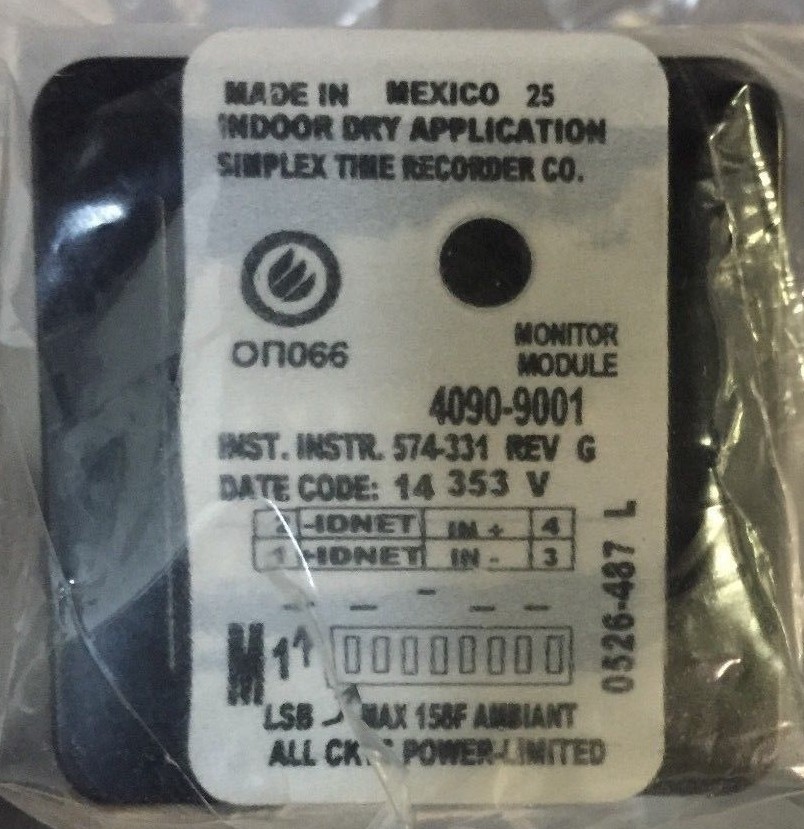 MADE IN MEXICO 25
INDOOR DRY APPLICATION
SIMPLEX TIME RECORDER CO.
ОП066
MONITOR
MODULE
4090-9001
INST. INSTR. 574-331 REV G
DATE CODE: 14 353 V
2 -IDNET IN + 4
1 +IDNET IN - 3
0526-487 L
M 1↑
LSB MAX 158F AMBIANT
ALL POWER-LIMITED